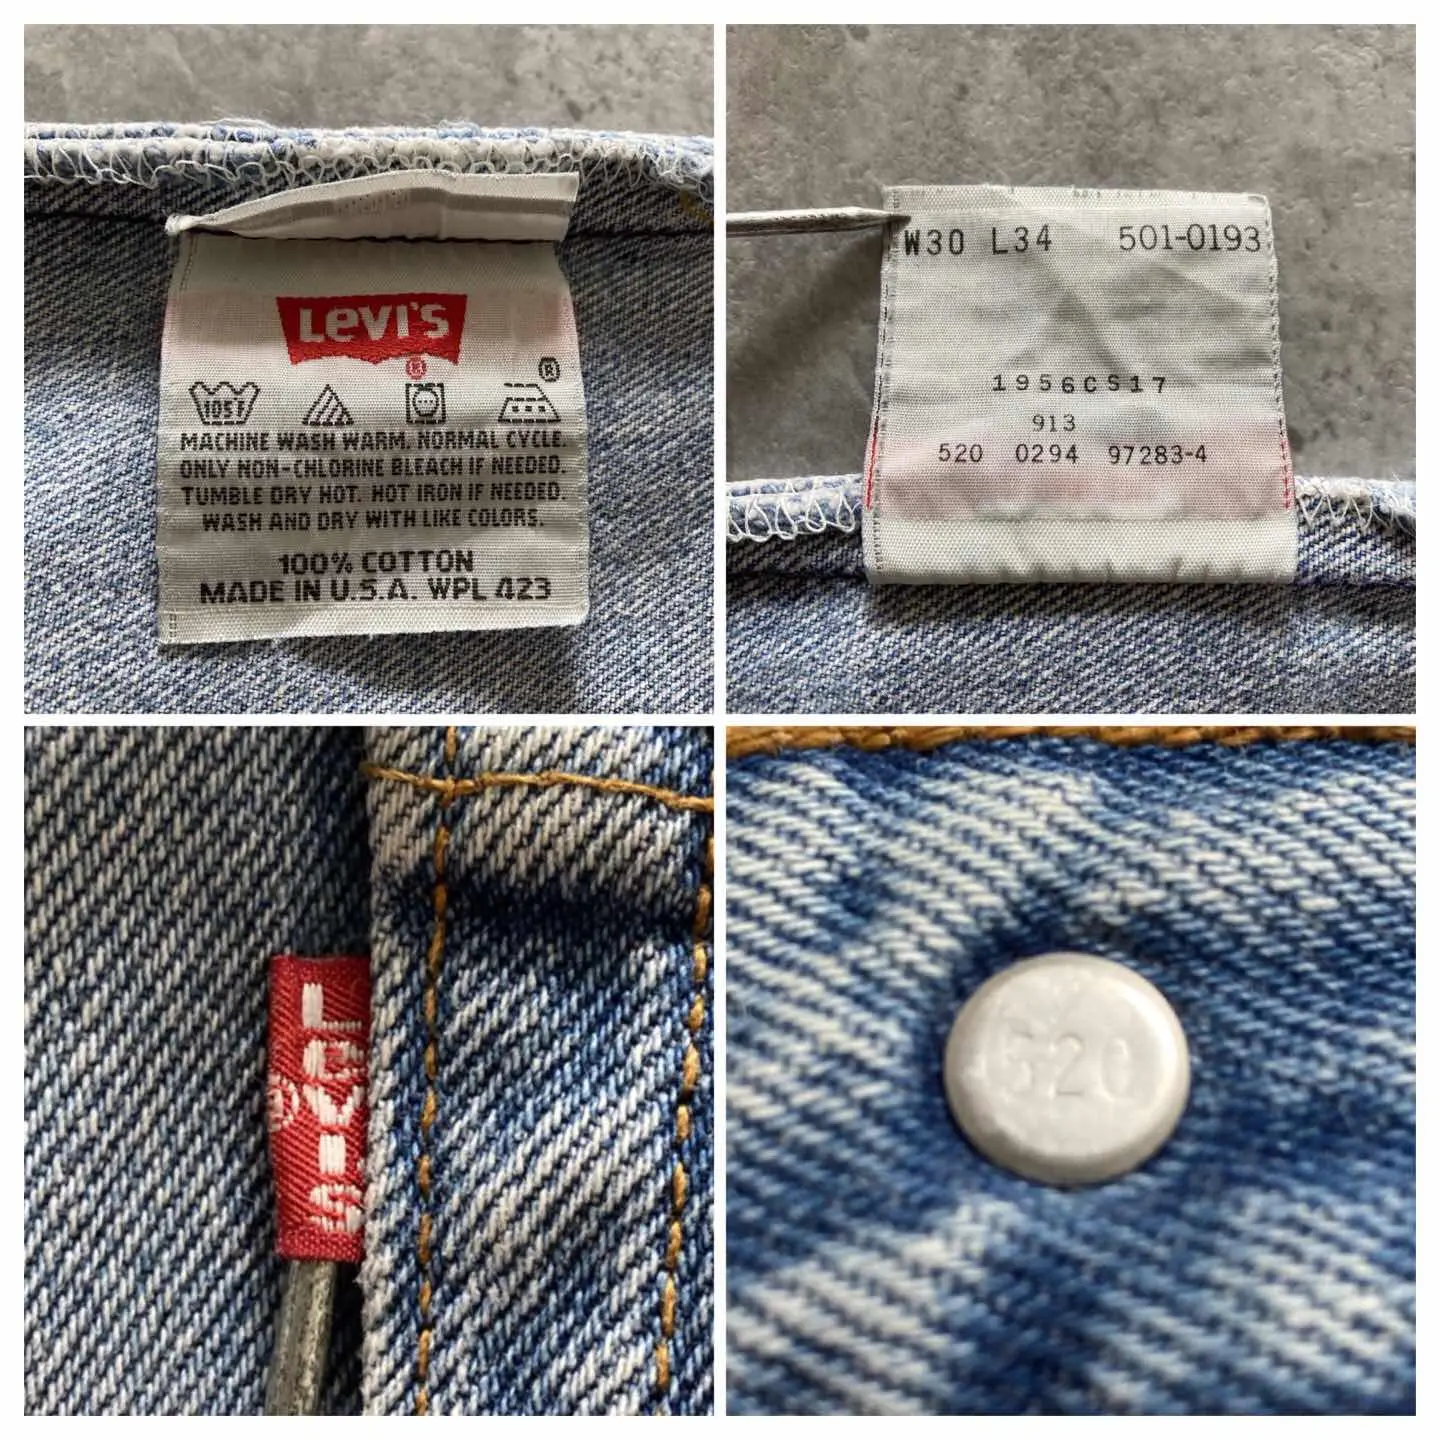 Levi's
®
®
10ST
MACHINE WASH WARM. NORMAL CYCLE.
ONLY NON-CHLORINE BLEACH IF NEEDED.
TUMBLE DRY HOT. HOT IRON IF NEEDED.
WASH AND DRY WITH LIKE COLORS.
100% COTTON
MADE IN U.S.A. WPL 423
W30 L34 501-0193
1956CS17
913
520 0294 97283-4
Levi's
®
520